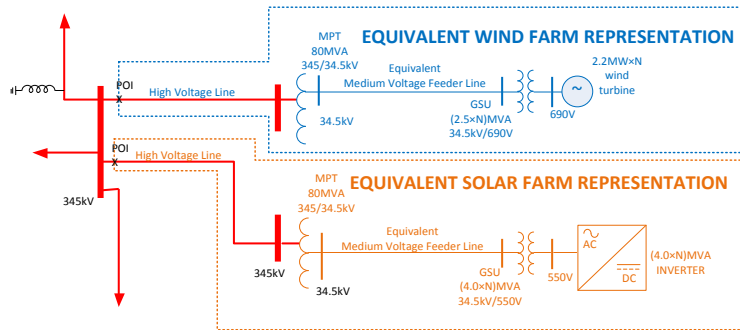 EQUIVALENT WIND FARM REPRESENTATION
MPT
80MVA
345/34.5kV
2.2MW×N
wind
turbine
Equivalent
Medium Voltage Feeder Line
POI
High Voltage Line
~
34.5kV
GSU
(2.5×N)MVA
34.5kV/690V
690V
POI
High Voltage Line
MPT
80MVA
345/34.5kV
EQUIVALENT SOLAR FARM REPRESENTATION
345kV
Equivalent
Medium Voltage Feeder Line
AC
DC
(4.0×N)MVA
INVERTER
345kV
34.5kV
GSU
(4.0×N)MVA
34.5kV/550V
550V